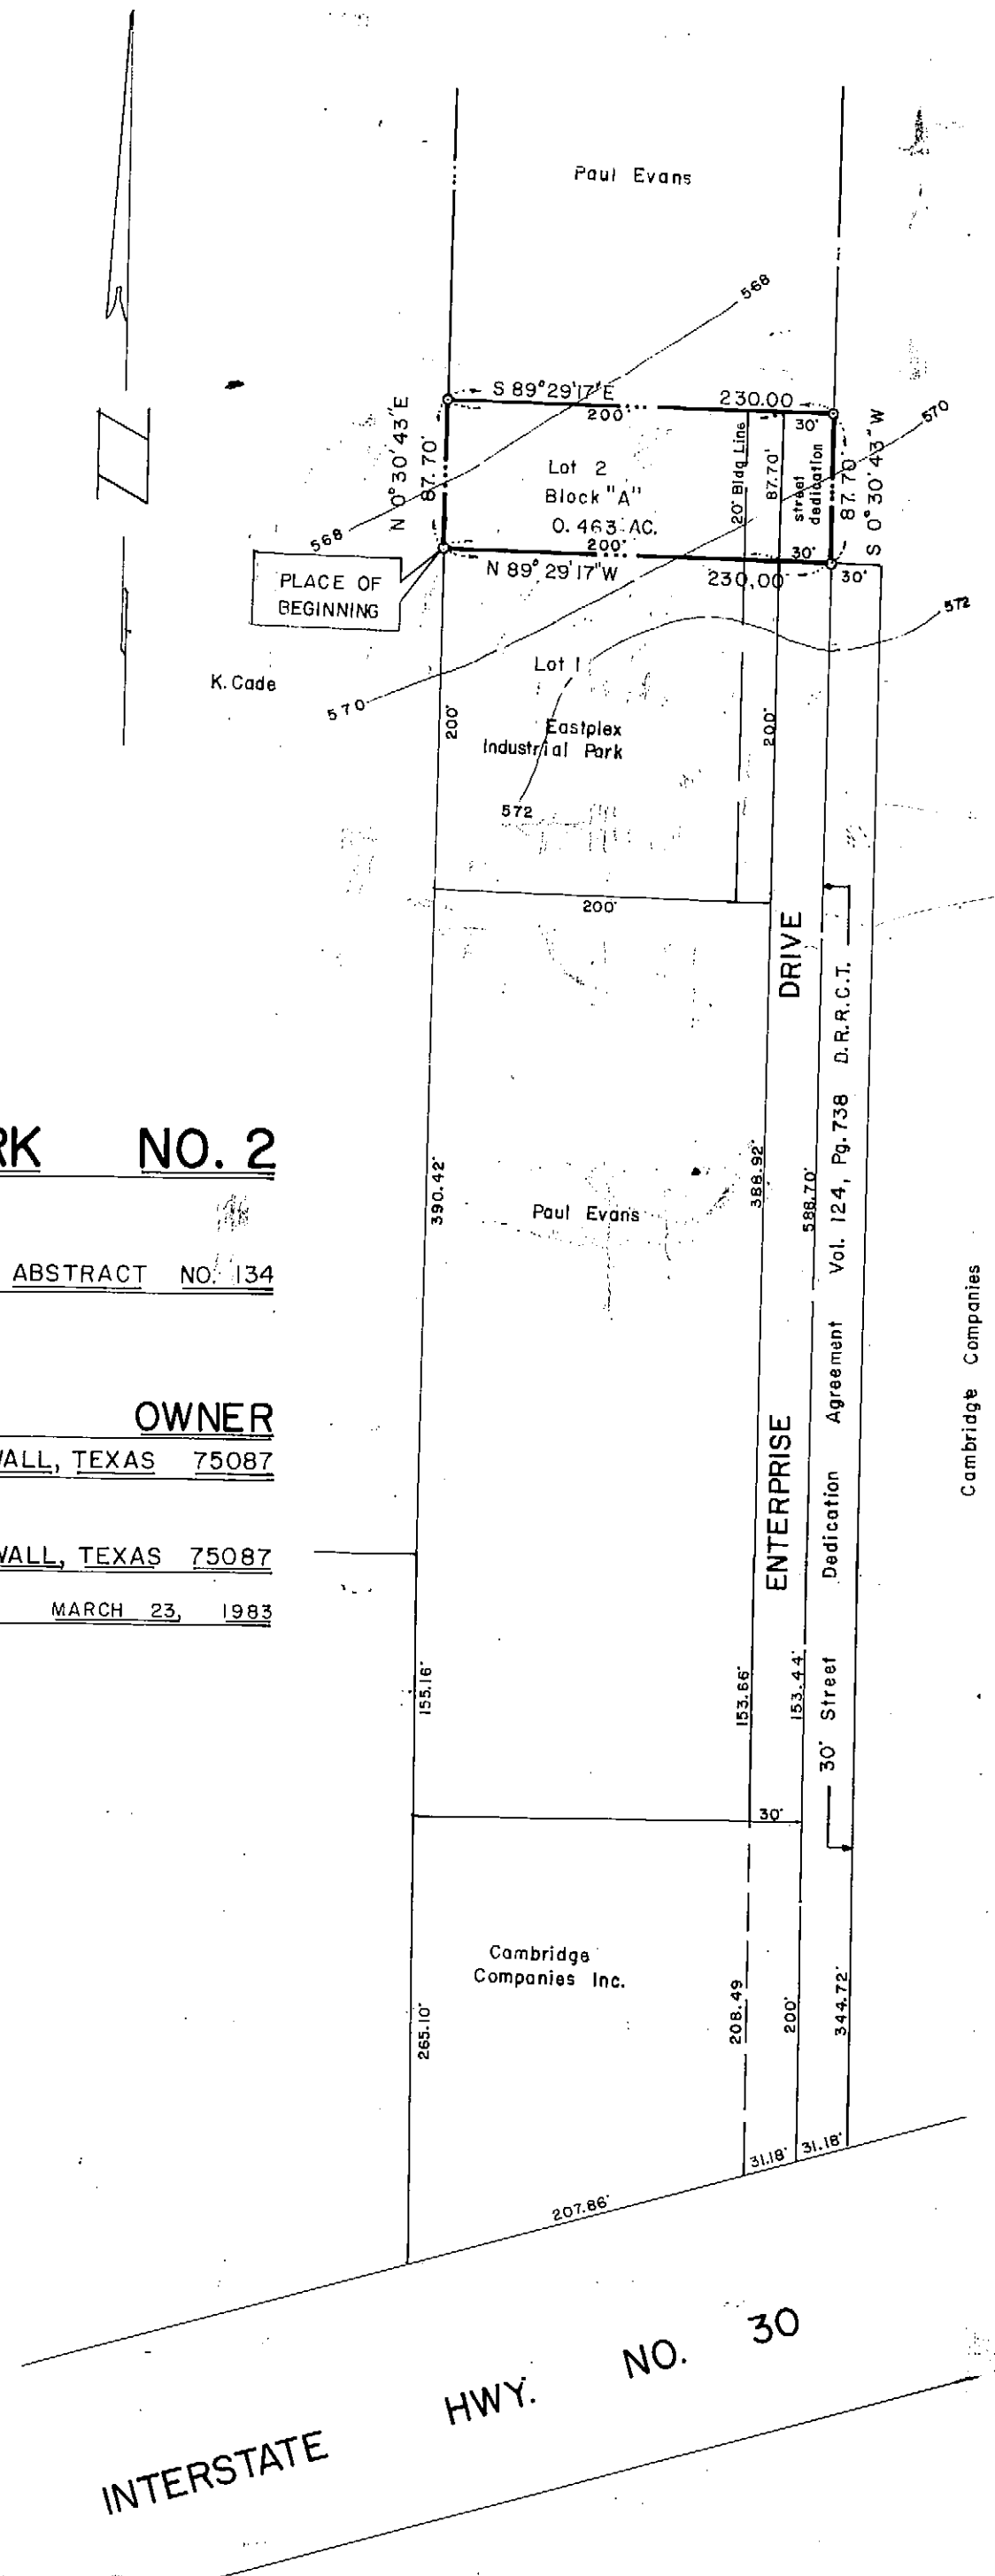 Paul Evans
568
S 89°29'17"E
230.00
200'
30'
570
N 0°30'43"E
87.70'
Lot 2
Block "A"
0.463 AC.
20' Bldg Line
87.70'
street
dedication
87.70'
S 0°30'43"W
568
200'
30'
N 89°29'17"W
230.00
30'
PLACE OF
BEGINNING
572
K. Cade
Lot 1
570
200'
Eastplex
Industrial Park
200'
572
200'
DRIVE
RK NO. 2
390.42'
Paul Evans
388.92'
588.70'
30' Street Dedication Agreement Vol. 124, Pg. 738 D.R.R.C.T.
ABSTRACT NO. 134
Cambridge Companies
OWNER
WALL, TEXAS 75087
ENTERPRISE
WALL, TEXAS 75087
MARCH 23, 1983
155.16'
153.66'
153.44'
30'
Cambridge
Companies Inc.
265.10'
208.49
200'
344.72'
31.18'
31.18'
207.86'
INTERSTATE HWY. NO. 30